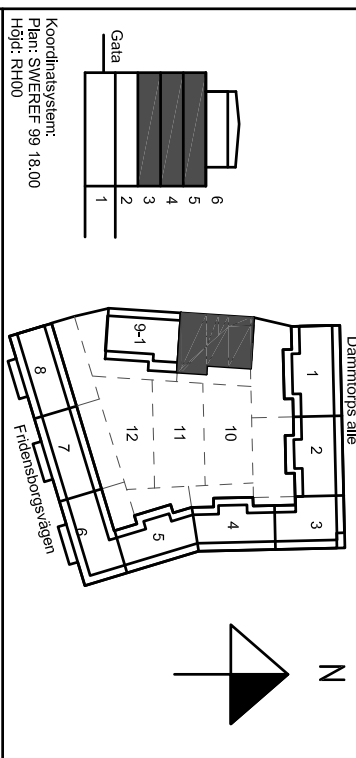 Gata
1
2
3
4
5
6
Koordinatsystem:
Plan: SWEREF 99 18.00
Höjd: RH00
Dammtorps alle
1
2
3
4
5
6
7
8
9-1
10
11
12
Fridensborgsvägen
N